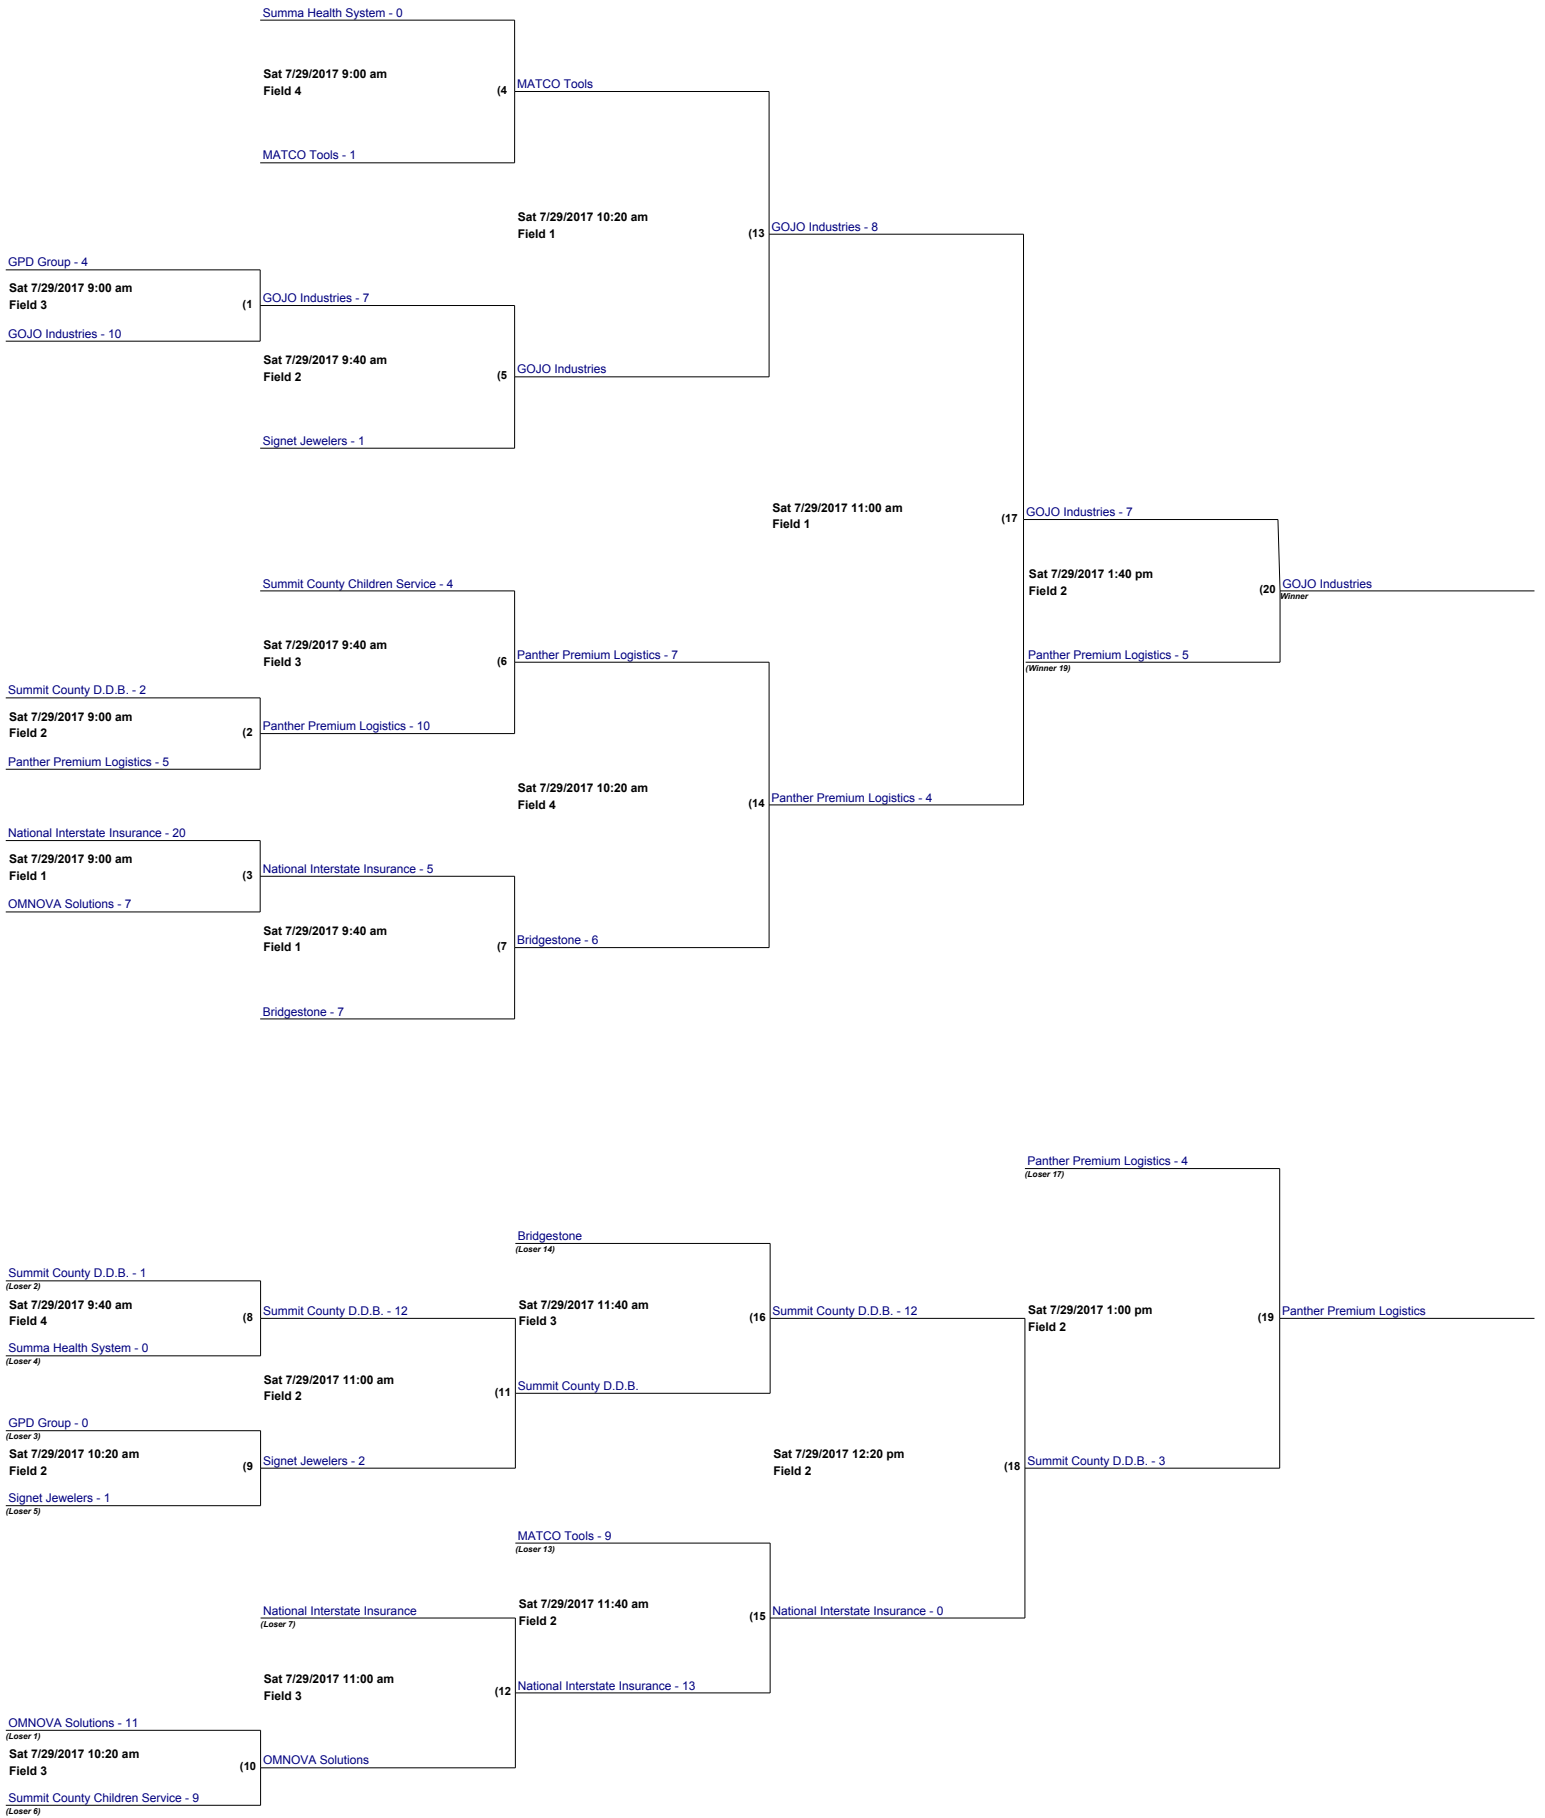 Summa Health System - 0
Sat 7/29/2017 9:00 am
Field 4
(4
MATCO Tools
MATCO Tools - 1
Sat 7/29/2017 10:20 am
Field 1
(13
GOJO Industries - 8
GPD Group - 4
Sat 7/29/2017 9:00 am
Field 3
(1
GOJO Industries - 7
GOJO Industries - 10
Sat 7/29/2017 9:40 am
Field 2
(5
GOJO Industries
Signet Jewelers - 1
Sat 7/29/2017 11:00 am
Field 1
(17
GOJO Industries - 7
Summit County Children Service - 4
Sat 7/29/2017 1:40 pm
Field 2
(20
GOJO Industries
Winner
Sat 7/29/2017 9:40 am
Field 3
(6
Panther Premium Logistics - 7
Panther Premium Logistics - 5
(Winner 19)
Summit County D.D.B. - 2
Sat 7/29/2017 9:00 am
Field 2
(2
Panther Premium Logistics - 10
Panther Premium Logistics - 5
Sat 7/29/2017 10:20 am
Field 4
(14
Panther Premium Logistics - 4
National Interstate Insurance - 20
Sat 7/29/2017 9:00 am
Field 1
(3
National Interstate Insurance - 5
OMNOVA Solutions - 7
Sat 7/29/2017 9:40 am
Field 1
(7
Bridgestone - 6
Bridgestone - 7
Panther Premium Logistics - 4
(Loser 17)
Bridgestone
(Loser 14)
Summit County D.D.B. - 1
(Loser 2)
Sat 7/29/2017 9:40 am
Field 4
(8
Summit County D.D.B. - 12
Sat 7/29/2017 11:40 am
Field 3
(16
Summit County D.D.B. - 12
Sat 7/29/2017 1:00 pm
Field 2
(19
Panther Premium Logistics
Summa Health System - 0
(Loser 4)
Sat 7/29/2017 11:00 am
Field 2
(11
Summit County D.D.B.
GPD Group - 0
(Loser 3)
Sat 7/29/2017 10:20 am
Field 2
(9
Signet Jewelers - 2
Sat 7/29/2017 12:20 pm
Field 2
(18
Summit County D.D.B. - 3
Signet Jewelers - 1
(Loser 5)
MATCO Tools - 9
(Loser 13)
National Interstate Insurance
(Loser 7)
Sat 7/29/2017 11:40 am
Field 2
(15
National Interstate Insurance - 0
Sat 7/29/2017 11:00 am
Field 3
(12
National Interstate Insurance - 13
OMNOVA Solutions - 11
(Loser 1)
Sat 7/29/2017 10:20 am
Field 3
(10
OMNOVA Solutions
Summit County Children Service - 9
(Loser 6)